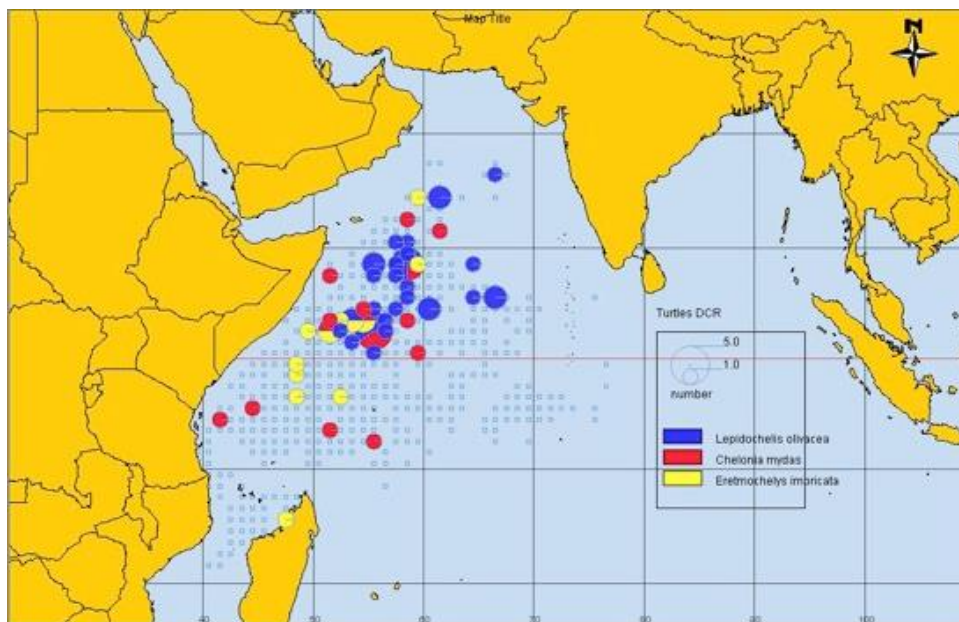 Map Title
N
Turtles DCR
5.0
1.0
number
Lepidochelis olivacea
Chelonia mydas
Eretmochelys imbricata
40
50
60
70
80
90
100